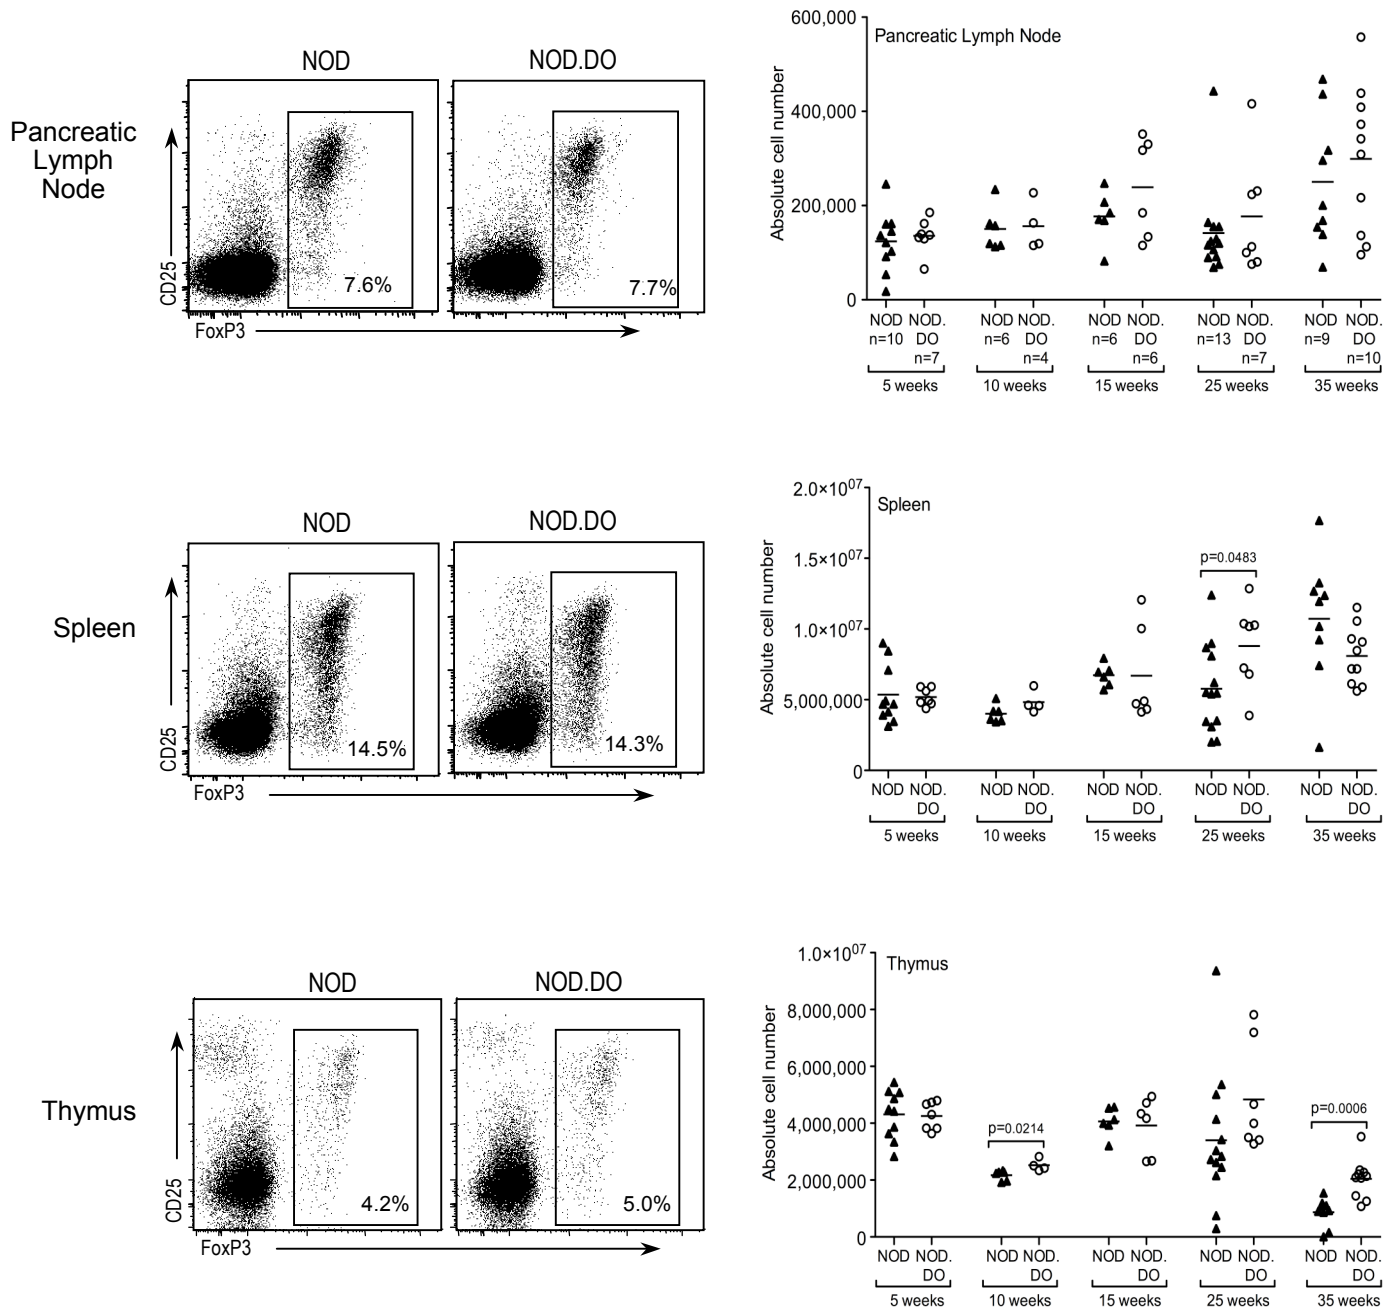 NOD
NOD.DO
Pancreatic
Lymph
Node
CD25
7.6%
7.7%
FoxP3
600,000
400,000
200,000
0
Absolute cell number
Pancreatic Lymph Node
NOD NOD. NOD NOD. NOD NOD. NOD NOD. NOD NOD.
n=10 DO n=6 DO n=6 DO n=13 DO n=9 DO
n=7 n=4 n=6 n=7 n=10
5 weeks 10 weeks 15 weeks 25 weeks 35 weeks
NOD
NOD.DO
Spleen
CD25
14.5%
14.3%
FoxP3
2.0×10⁰⁷
1.5×10⁰⁷
1.0×10⁰⁷
5,000,000
0
Absolute cell number
Spleen
p=0.0483
NOD NOD. NOD NOD. NOD NOD. NOD NOD. NOD NOD.
DO DO DO DO DO
5 weeks 10 weeks 15 weeks 25 weeks 35 weeks
NOD
NOD.DO
Thymus
CD25
4.2%
5.0%
FoxP3
1.0×10⁰⁷
8,000,000
6,000,000
4,000,000
2,000,000
0
Absolute cell number
Thymus
p=0.0214
p=0.0006
NOD NOD. NOD NOD. NOD NOD. NOD NOD. NOD NOD.
DO DO DO DO DO
5 weeks 10 weeks 15 weeks 25 weeks 35 weeks